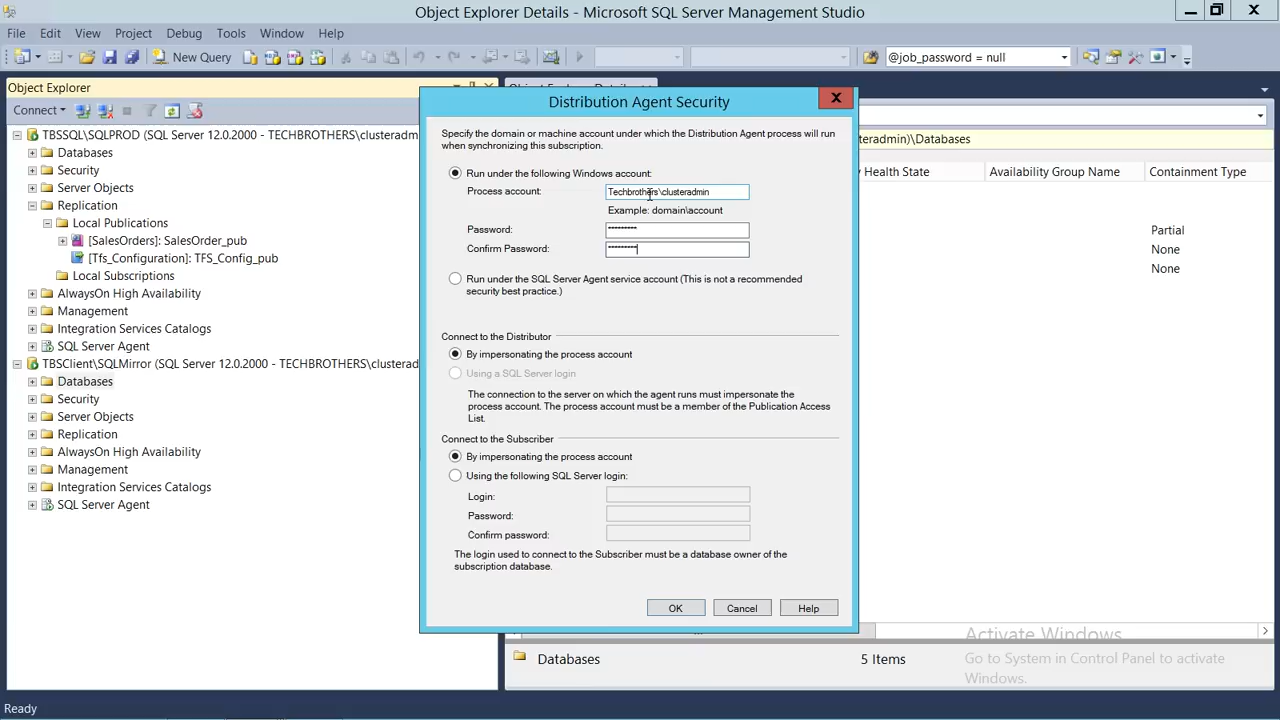 Object Explorer Details - Microsoft SQL Server Management Studio
File Edit View Project Debug Tools Window Help
New Query
@job_password = null
Object Explorer
Connect
TBSSQL\SQLPROD (SQL Server 12.0.2000 - TECHBROTHERS\clusteradm
Databases
Security
Server Objects
Replication
Local Publications
[SalesOrders]: SalesOrder_pub
[Tfs_Configuration]: TFS_Config_pub
Local Subscriptions
AlwaysOn High Availability
Management
Integration Services Catalogs
SQL Server Agent
TBSClient\SQLMirror (SQL Server 12.0.2000 - TECHBROTHERS\clusterad
Databases
Security
Server Objects
Replication
AlwaysOn High Availability
Management
Integration Services Catalogs
SQL Server Agent
teradmin)\Databases
Health State Availability Group Name Containment Type
Partial
None
None
Distribution Agent Security
Specify the domain or machine account under which the Distribution Agent process will run
when synchronizing this subscription.
Run under the following Windows account:
Process account: Techbrothers\clusteradmin
Example: domain\account
Password: *********
Confirm Password: *********
Run under the SQL Server Agent service account (This is not a recommended
security best practice.)
Connect to the Distributor
By impersonating the process account
Using a SQL Server login
The connection to the server on which the agent runs must impersonate the
process account. The process account must be a member of the Publication Access
List.
Connect to the Subscriber
By impersonating the process account
Using the following SQL Server login:
Login:
Password:
Confirm password:
The login used to connect to the Subscriber must be a database owner of the
subscription database.
OK Cancel Help
Databases 5 Items
Activate Windows
Go to System in Control Panel to activate
Windows.
Ready